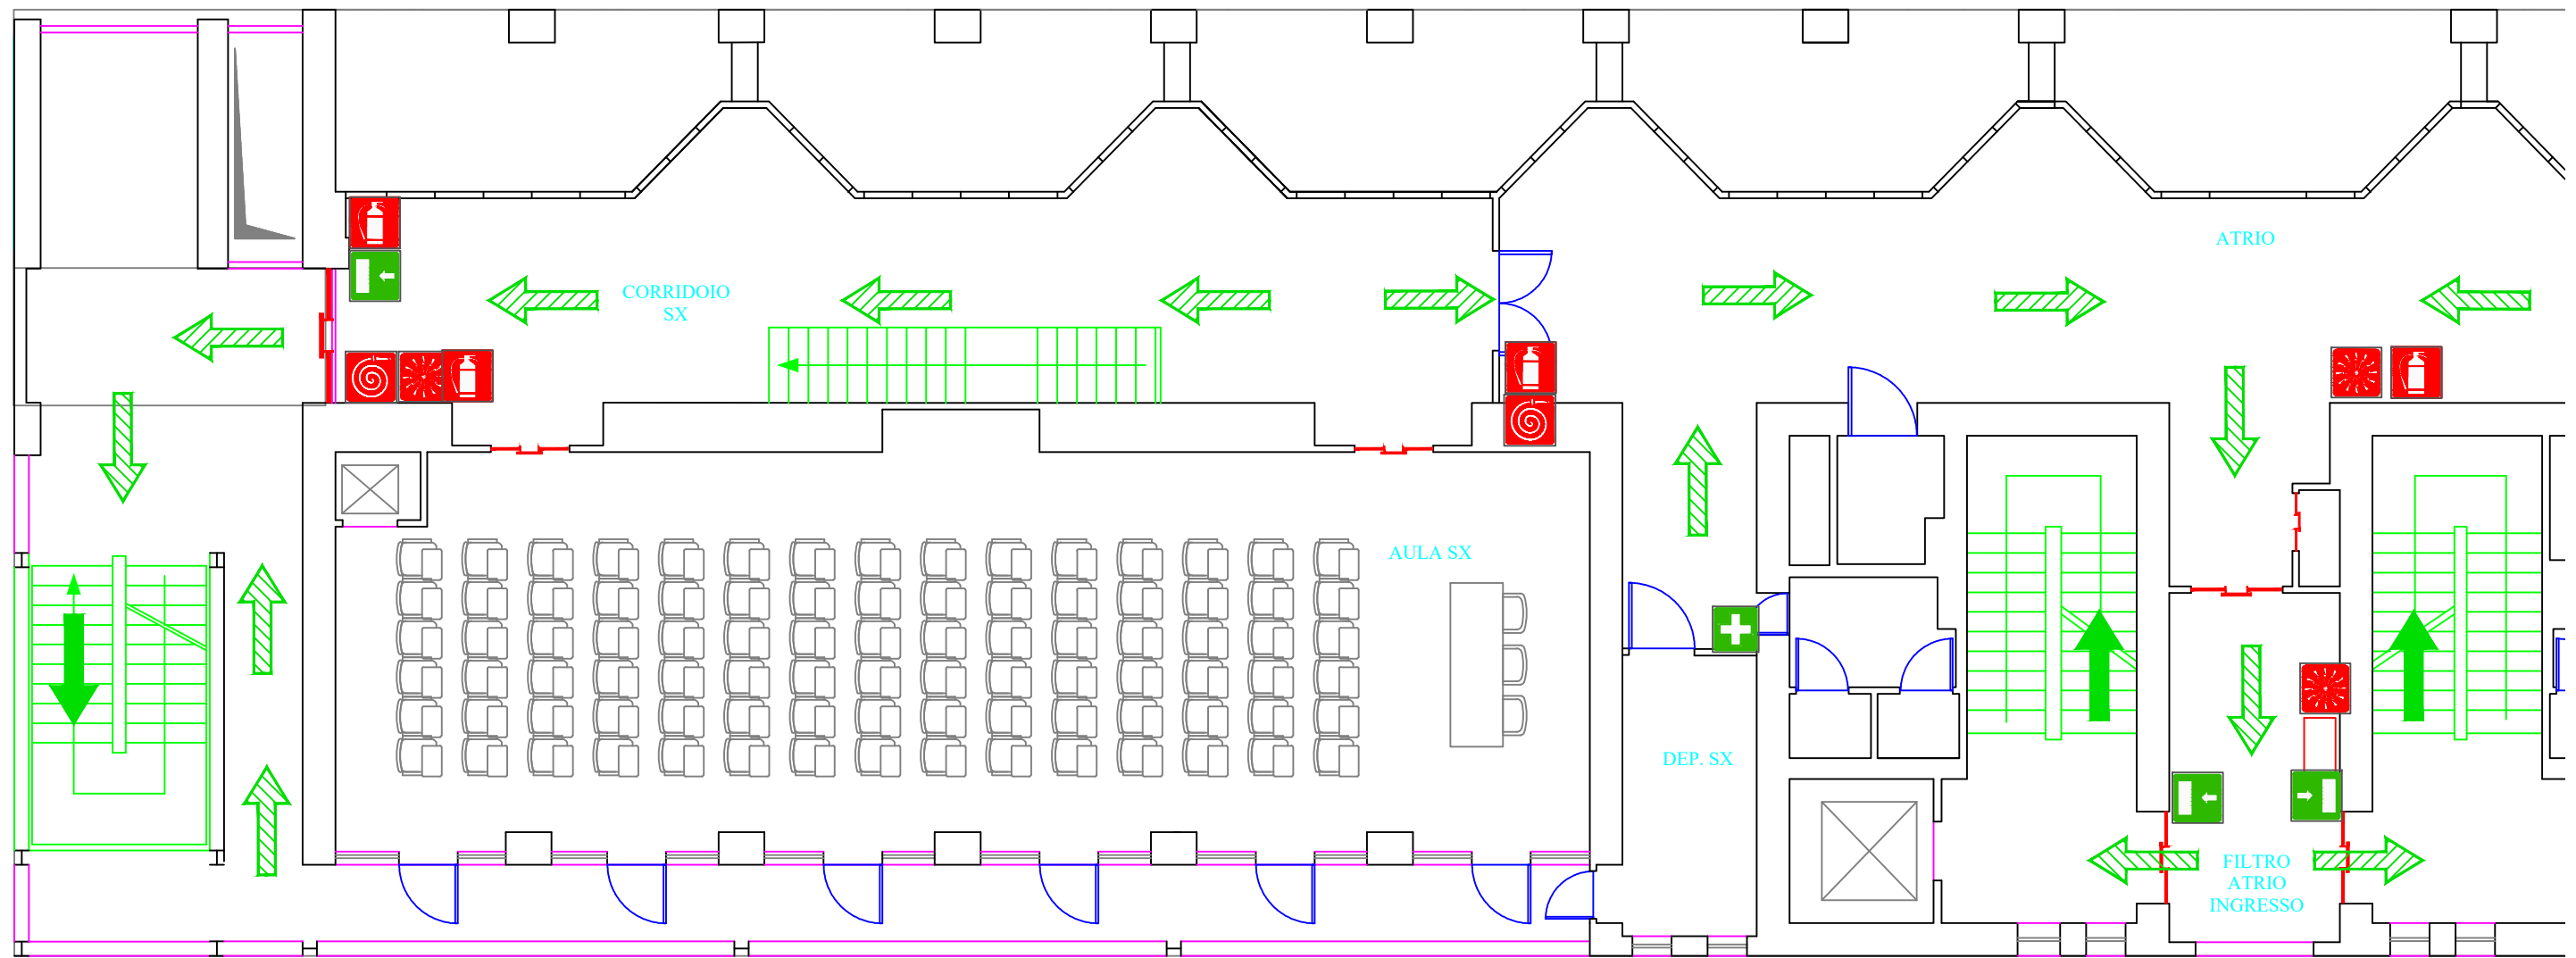 ATRIO
CORRIDOIO
SX
AULA SX
DEP. SX
FILTRO
ATRIO
INGRESSO